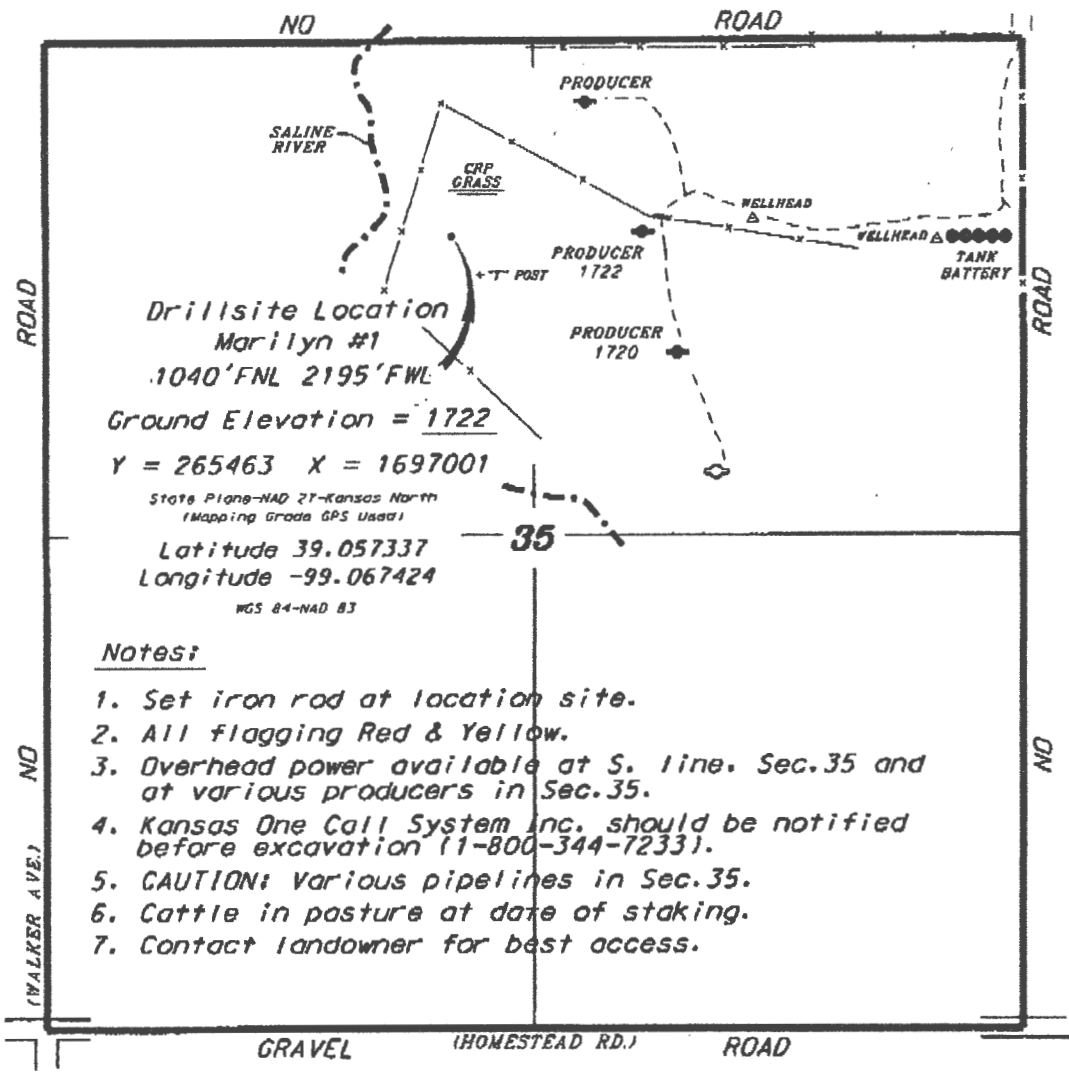 NO ROAD
PRODUCER
SALINE
RIVER
CRP
GRASS
WELLHEAD
WELLHEAD
TANK
BATTERY
PRODUCER
1722
+"T" POST
PRODUCER
1720
ROAD
ROAD
Drillsite Location
Marilyn #1
1040'FNL 2195'FWL
Ground Elevation = 1722
Y = 265463 X = 1697001
State Plane-NAD 27-Kansas North
(Mapping Grade GPS Used)
Latitude 39.057337
Longitude -99.067424
WGS 84-NAD 83
35
Notes:
1. Set iron rod at location site.
2. All flagging Red & Yellow.
3. Overhead power available at S. line. Sec.35 and
at various producers in Sec.35.
4. Kansas One Call System Inc. should be notified
before excavation (1-800-344-7233).
5. CAUTION: Various pipelines in Sec.35.
6. Cattle in pasture at date of staking.
7. Contact landowner for best access.
NO
NO
(WALKER AVE.)
GRAVEL (HOMESTEAD RD.) ROAD